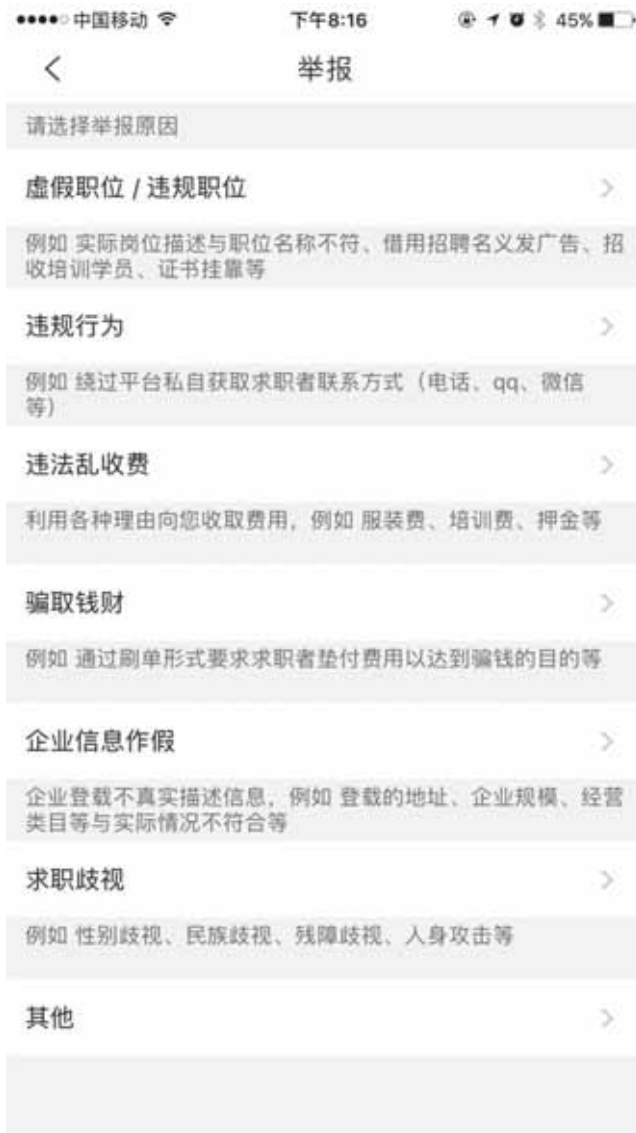 中国移动 下午8:16 45%
举报
请选择举报原因
虚假职位 / 违规职位
例如 实际岗位描述与职位名称不符、借用招聘名义发广告、招
收培训学员、证书挂靠等
违规行为
例如 绕过平台私自获取求职者联系方式（电话、qq、微信
等）
违法乱收费
利用各种理由向您收取费用，例如 服装费、培训费、押金等
骗取钱财
例如 通过刷单形式要求求职者垫付费用以达到骗钱的目的等
企业信息作假
企业登载不真实描述信息，例如 登载的地址、企业规模、经营
类目等与实际情况不符合等
求职歧视
例如 性别歧视、民族歧视、残障歧视、人身攻击等
其他